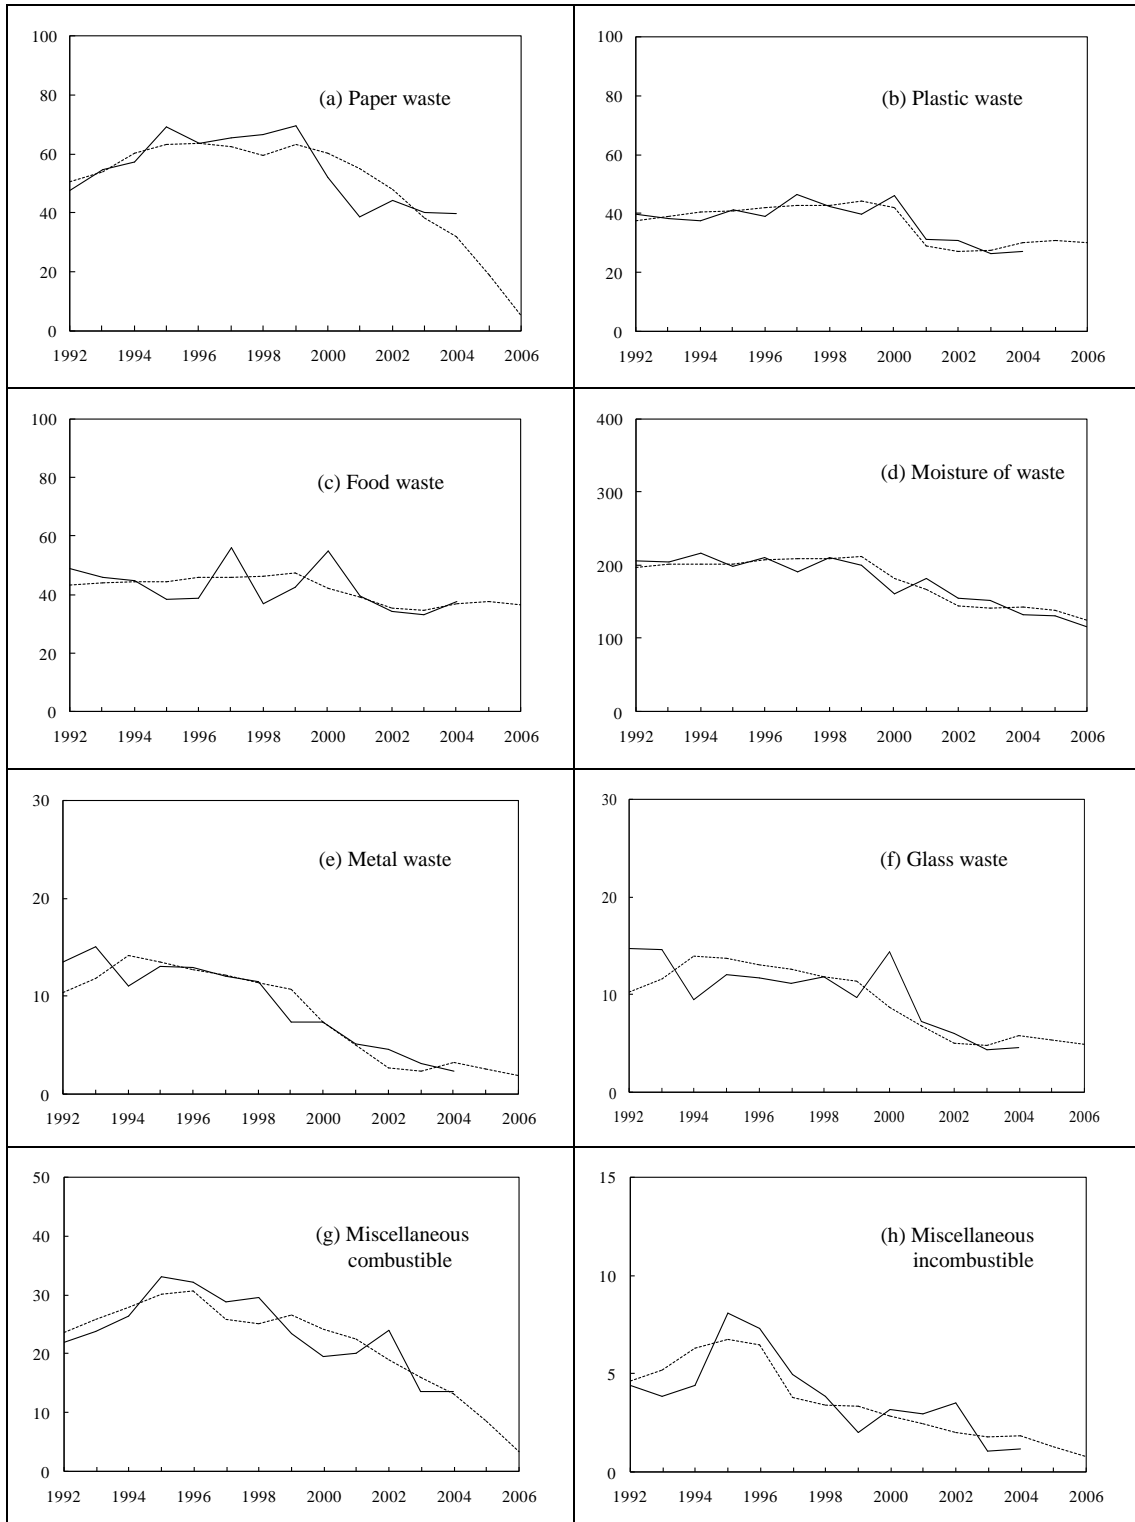 100
80
60
40
20
0
1992 1994 1996 1998 2000 2002 2004 2006
(a) Paper waste
100
80
60
40
20
0
1992 1994 1996 1998 2000 2002 2004 2006
(b) Plastic waste
100
80
60
40
20
0
1992 1994 1996 1998 2000 2002 2004 2006
(c) Food waste
400
300
200
100
0
1992 1994 1996 1998 2000 2002 2004 2006
(d) Moisture of waste
30
20
10
0
1992 1994 1996 1998 2000 2002 2004 2006
(e) Metal waste
30
20
10
0
1992 1994 1996 1998 2000 2002 2004 2006
(f) Glass waste
50
40
30
20
10
0
1992 1994 1996 1998 2000 2002 2004 2006
(g) Miscellaneous
combustible
15
10
5
0
1992 1994 1996 1998 2000 2002 2004 2006
(h) Miscellaneous
incombustible